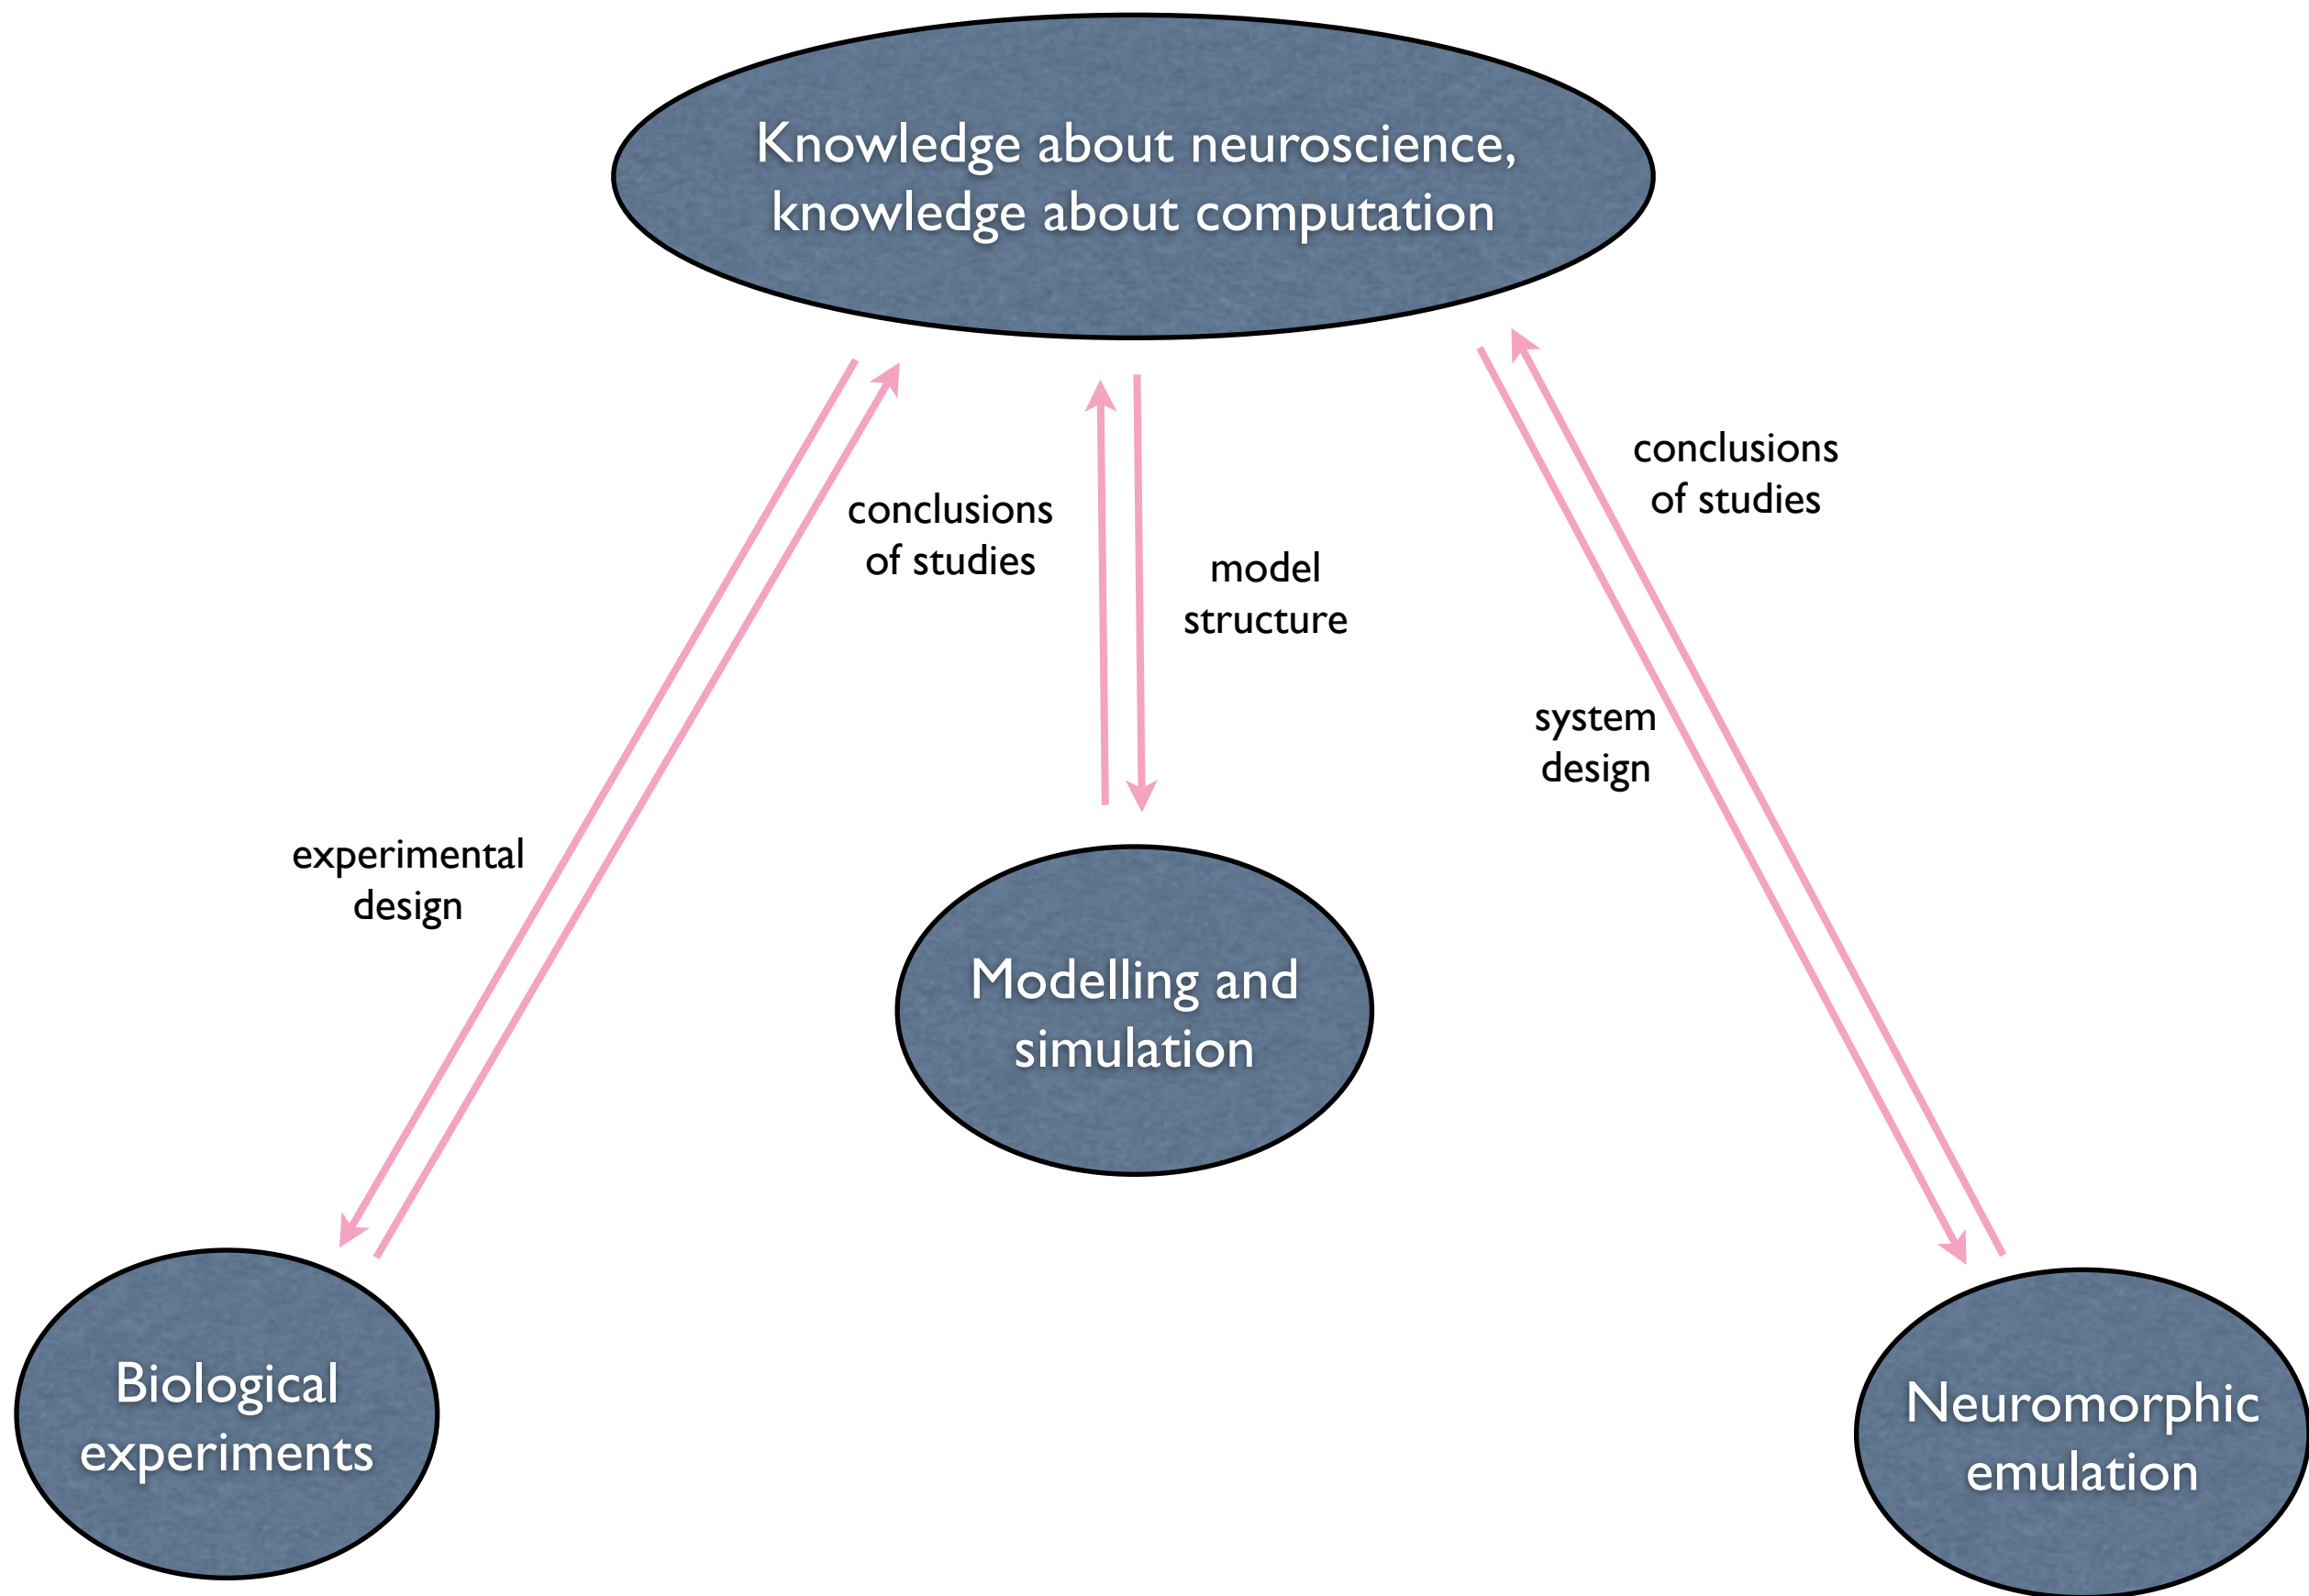 Knowledge about neuroscience,
knowledge about computation
conclusions
of studies
conclusions
of studies
model
structure
system
design
experimental
design
Modelling and
simulation
Biological
experiments
Neuromorphic
emulation